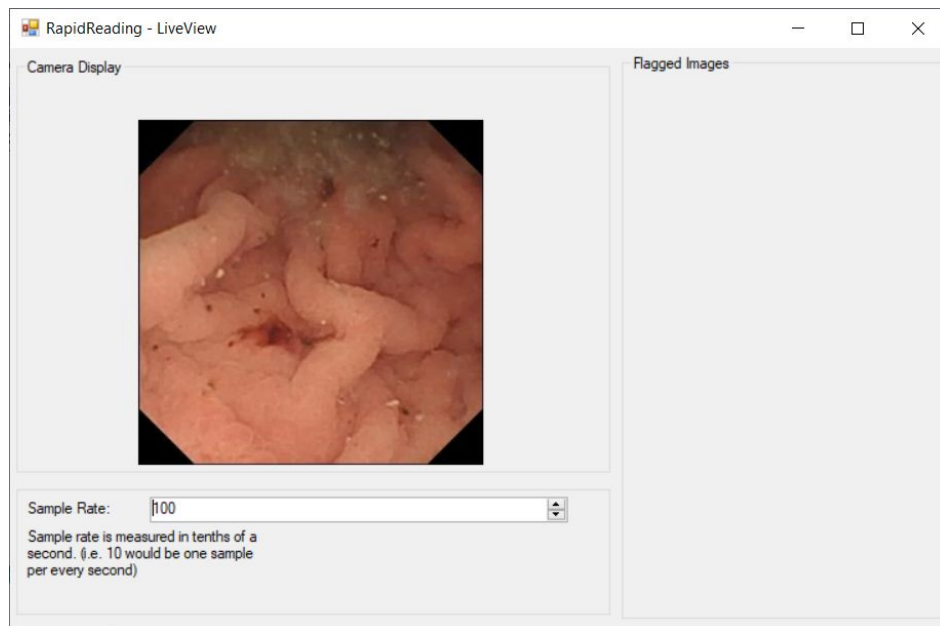 RapidReading - LiveView
Camera Display
Flagged Images
Sample Rate:
100
Sample rate is measured in tenths of a
second. (i.e. 10 would be one sample
per every second)